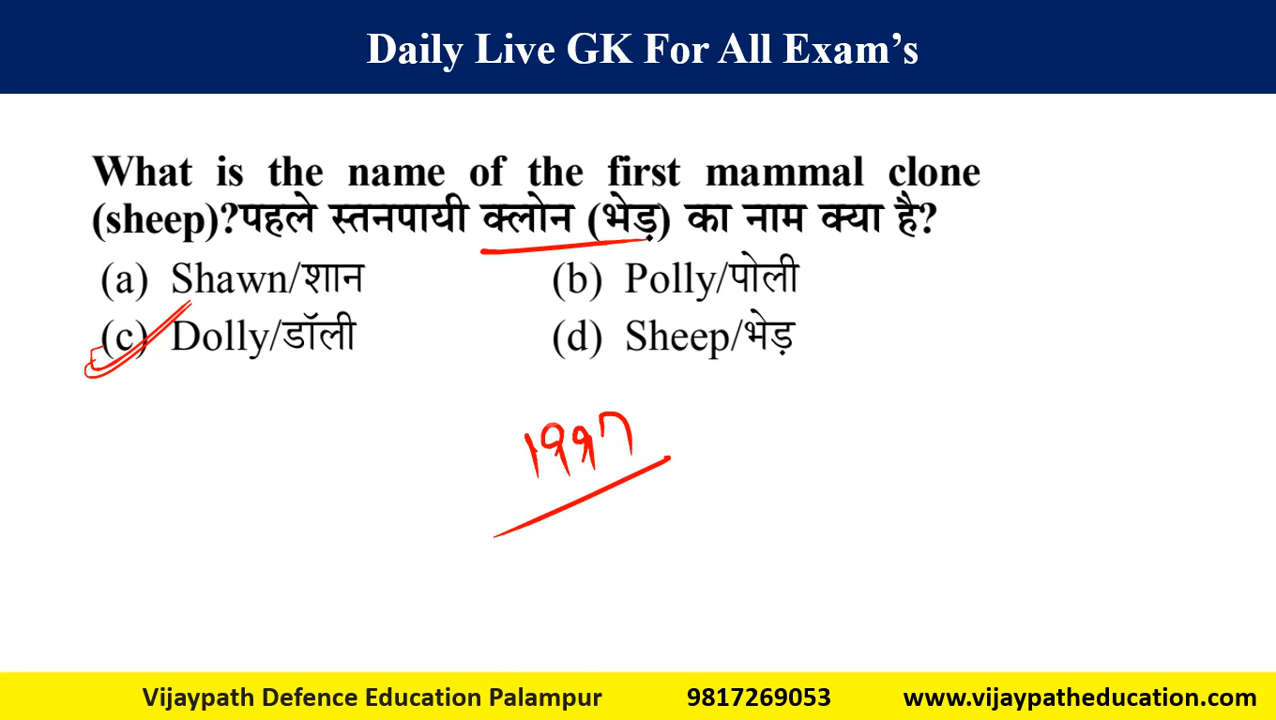 Daily Live GK For All Exam’s
What is the name of the first mammal clone
(sheep)?पहले स्तनपायी क्लोन (भेड़) का नाम क्या है?
(a) Shawn/शान (b) Polly/पोली
(c) Dolly/डॉली (d) Sheep/भेड़
1997
Vijaypath Defence Education Palampur 9817269053 www.vijaypatheducation.com